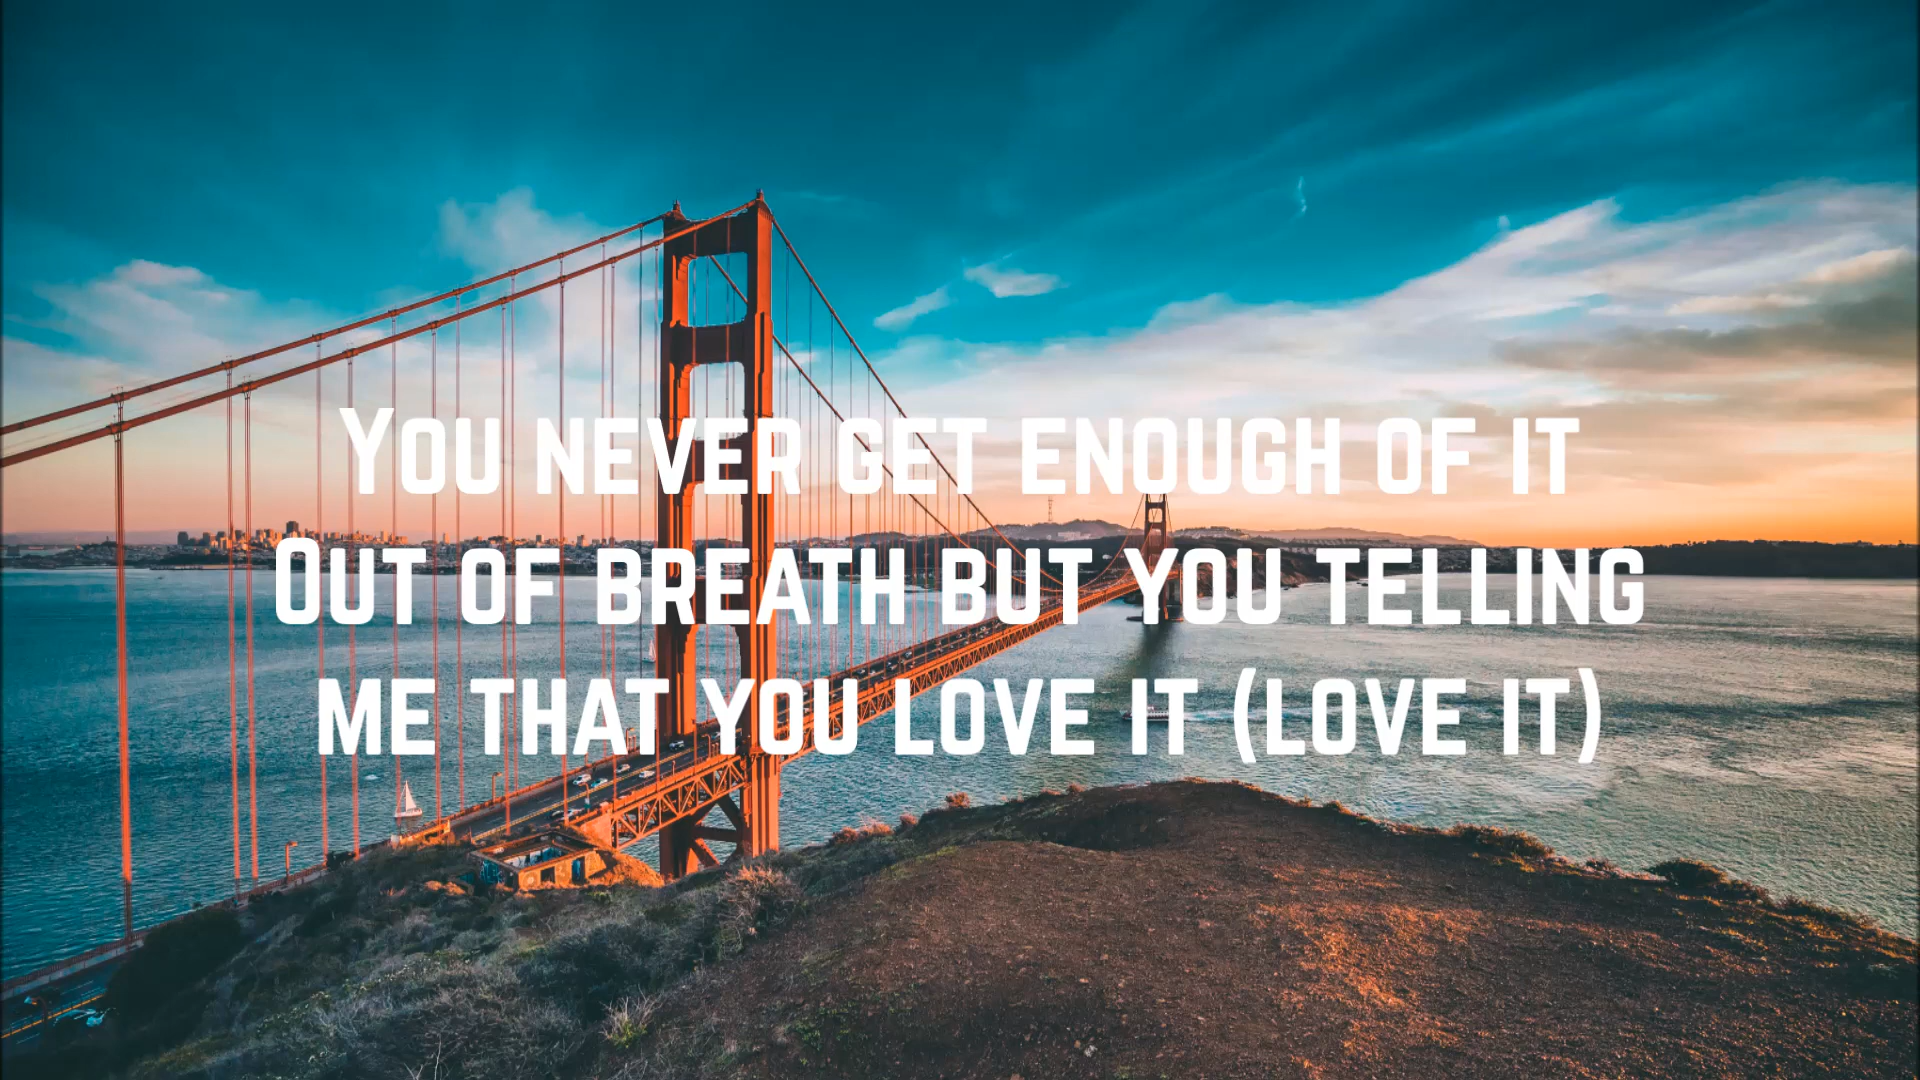 You never get enough of it
Out of breath but you telling
me that you love it (love it)